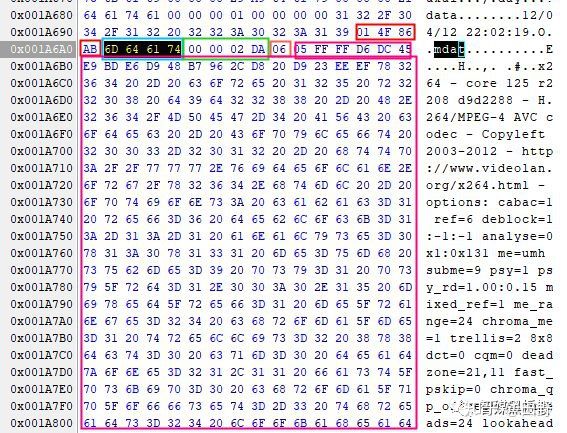 0x001A680 64 61 74 61 00 00 00 01 00 00 00 00 31 32 2F 30 data........12/0
0x001A690 34 2F 31 32 20 32 32 3A 30 32 3A 31 39 01 4F 86 4/12 22:02:19.O.
0x001A6A0 AB 6D 64 61 74 00 00 02 DA 06 05 FF FF D6 DC 45 .mdat..........E
0x001A6B0 E9 BD E6 D9 48 B7 96 2C D8 20 D9 23 EE EF 78 32 ....H..,. .#..x2
0x001A6C0 36 34 20 2D 20 63 6F 72 65 20 31 32 35 20 72 32 64 - core 125 r2
0x001A6D0 32 30 38 20 64 39 64 32 32 38 38 20 2D 20 48 2E 208 d9d2288 - H.
0x001A6E0 32 36 34 2F 4D 50 45 47 2D 34 20 41 56 43 20 63 264/MPEG-4 AVC c
0x001A6F0 6F 64 65 63 20 2D 20 43 6F 70 79 6C 65 66 74 20 odec - Copyleft
0x001A700 32 30 30 33 2D 32 30 31 32 20 2D 20 68 74 74 70 2003-2012 - http
0x001A710 3A 2F 2F 77 77 77 2E 76 69 64 65 6F 6C 61 6E 2E ://www.videolan.
0x001A720 6F 72 67 2F 78 32 36 34 2E 68 74 6D 6C 20 2D 20 org/x264.html -
0x001A730 6F 70 74 69 6F 6E 73 3A 20 63 61 62 61 63 3D 31 options: cabac=1
0x001A740 20 72 65 66 3D 36 20 64 65 62 6C 6F 63 6B 3D 31 ref=6 deblock=1
0x001A750 3A 2D 31 3A 2D 31 20 61 6E 61 6C 79 73 65 3D 30 :-1:-1 analyse=0
0x001A760 78 31 3A 30 78 31 33 31 20 6D 65 3D 75 6D 68 20 x1:0x131 me=umh
0x001A770 73 75 62 6D 65 3D 39 20 70 73 79 3D 31 20 70 73 subme=9 psy=1 ps
0x001A780 79 5F 72 64 3D 31 2E 30 30 3A 30 2E 31 35 20 6D y_rd=1.00:0.15 m
0x001A790 69 78 65 64 5F 72 65 66 3D 31 20 6D 65 5F 72 61 ixed_ref=1 me_ra
0x001A7A0 6E 67 65 3D 32 34 20 63 68 72 6F 6D 61 5F 6D 65 nge=24 chroma_me
0x001A7B0 3D 31 20 74 72 65 6C 6C 69 73 3D 32 20 38 78 38 =1 trellis=2 8x8
0x001A7C0 64 63 74 3D 30 20 63 71 6D 3D 30 20 64 65 61 64 dct=0 cqm=0 dead
0x001A7D0 7A 6F 6E 65 3D 32 31 2C 31 31 20 66 61 73 74 5F zone=21,11 fast_
0x001A7E0 70 73 6B 69 70 3D 30 20 63 68 72 6F 6D 61 5F 71 pskip=0 chroma_q
0x001A7F0 70 5F 6F 66 66 73 65 74 3D 2D 33 20 74 68 72 65
0x001A800 61 64 73 3D 32 34 20 6C 6F 6F 6B 61 68 65 61 64 ads=24 lookahead